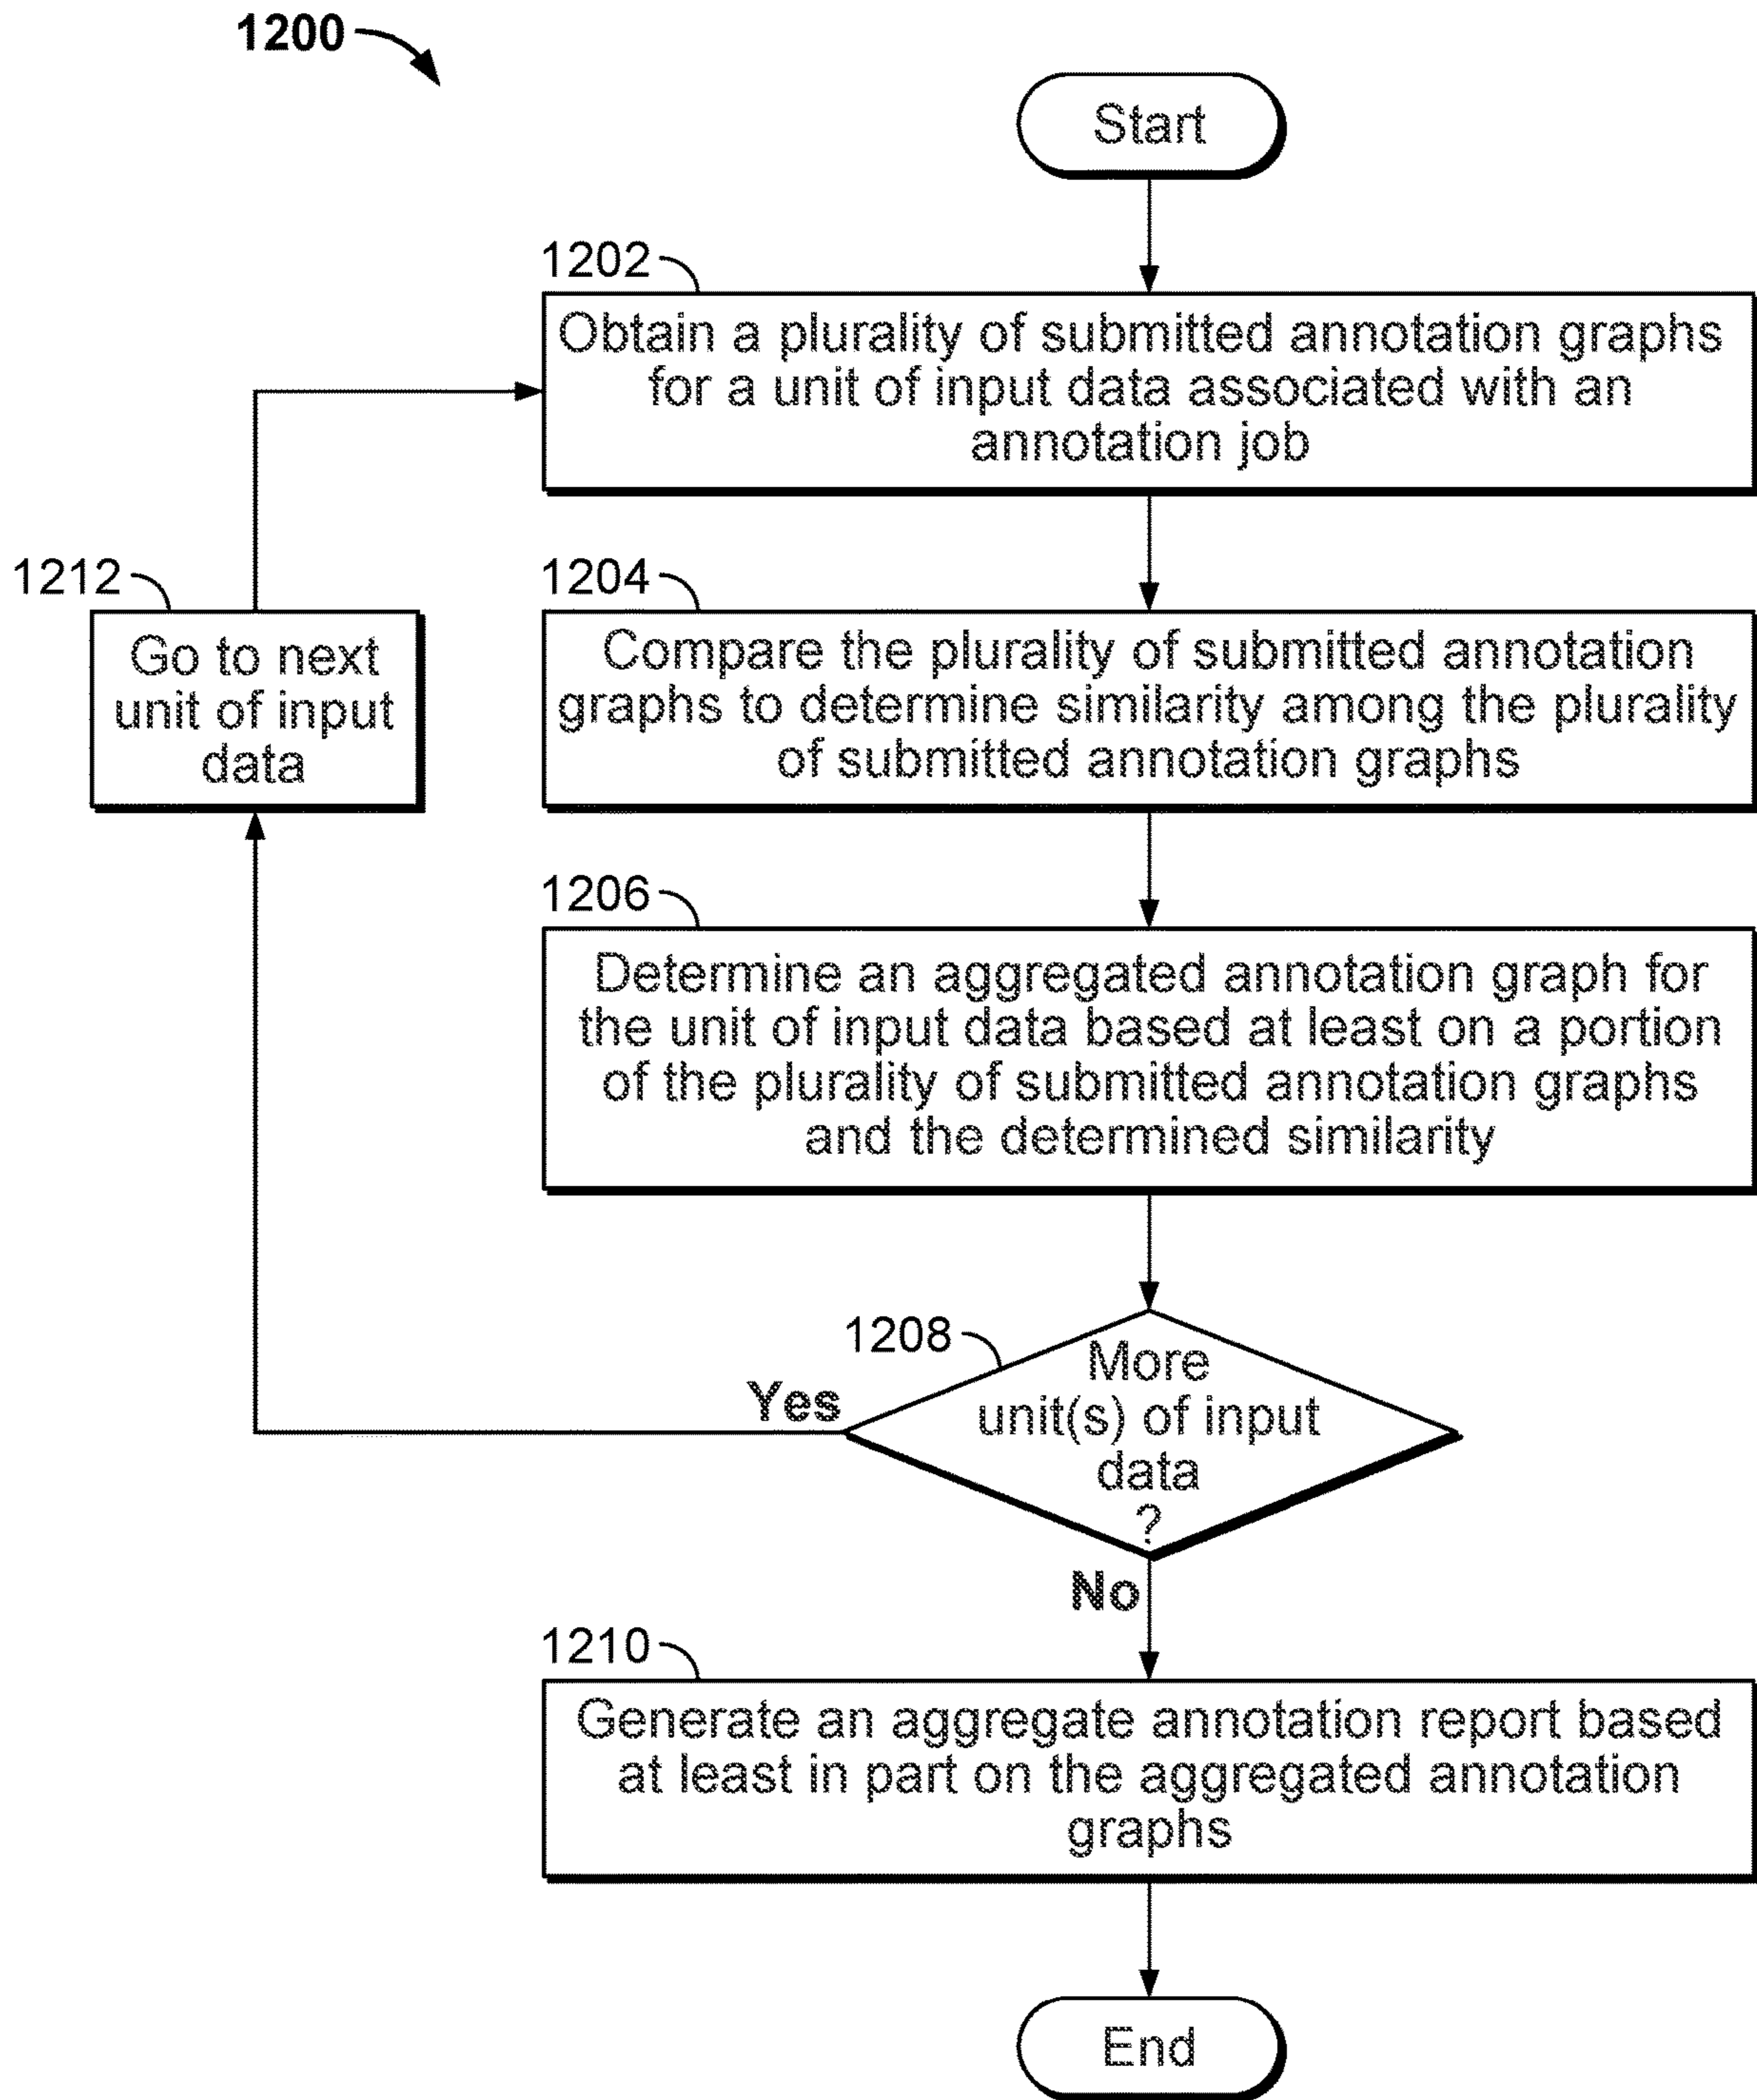 1200
Start
1202
Obtain a plurality of submitted annotation graphs
for a unit of input data associated with an
annotation job
1212
Go to next
unit of input
data
1204
Compare the plurality of submitted annotation
graphs to determine similarity among the plurality
of submitted annotation graphs
1206
Determine an aggregated annotation graph for
the unit of input data based at least on a portion
of the plurality of submitted annotation graphs
and the determined similarity
1208
More
unit(s) of input
data
?
Yes
No
1210
Generate an aggregate annotation report based
at least in part on the aggregated annotation
graphs
End